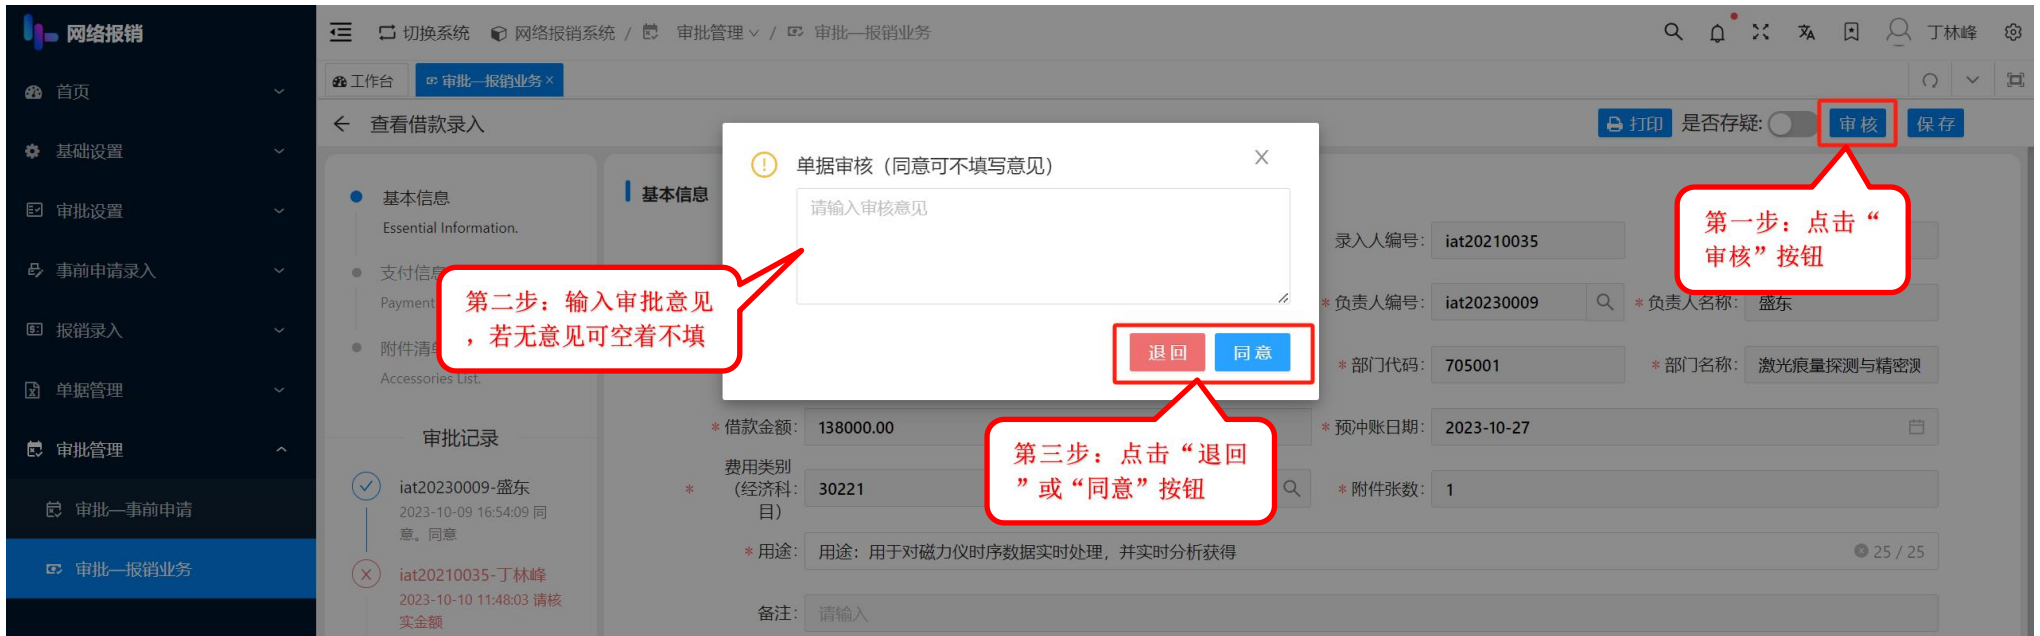 网络报销
切换系统 网络报销系统 / 审批管理 / 审批—报销业务
丁林峰
首页
工作台 审批—报销业务 ×
查看借款录入
打印 是否存疑: 审核 保存
基础设置
审批设置
事前申请录入
报销录入
单据管理
审批管理
审批—事前申请
审批—报销业务
基本信息
Essential Information.
支付信息
Payment
附件清单
Accessories List.
审批记录
iat20230009-盛东
2023-10-09 16:54:09 同
意。同意
iat20210035-丁林峰
2023-10-10 11:48:03 请核
实金额
基本信息
单据审核（同意可不填写意见）
请输入审核意见
退回 同意
第一步：点击“
审核”按钮
第二步：输入审批意见
，若无意见可空着不填
第三步：点击“退回
”或“同意”按钮
录入人编号: iat20210035
* 负责人编号: iat20230009 * 负责人名称: 盛东
* 部门代码: 705001 * 部门名称: 激光痕量探测与精密测
* 借款金额: 138000.00 * 预冲账日期: 2023-10-27
* 费用类别
(经济科
目) : 30221 * 附件张数: 1
* 用途: 用途：用于对磁力仪时序数据实时处理，并实时分析获得 25 / 25
备注: 请输入